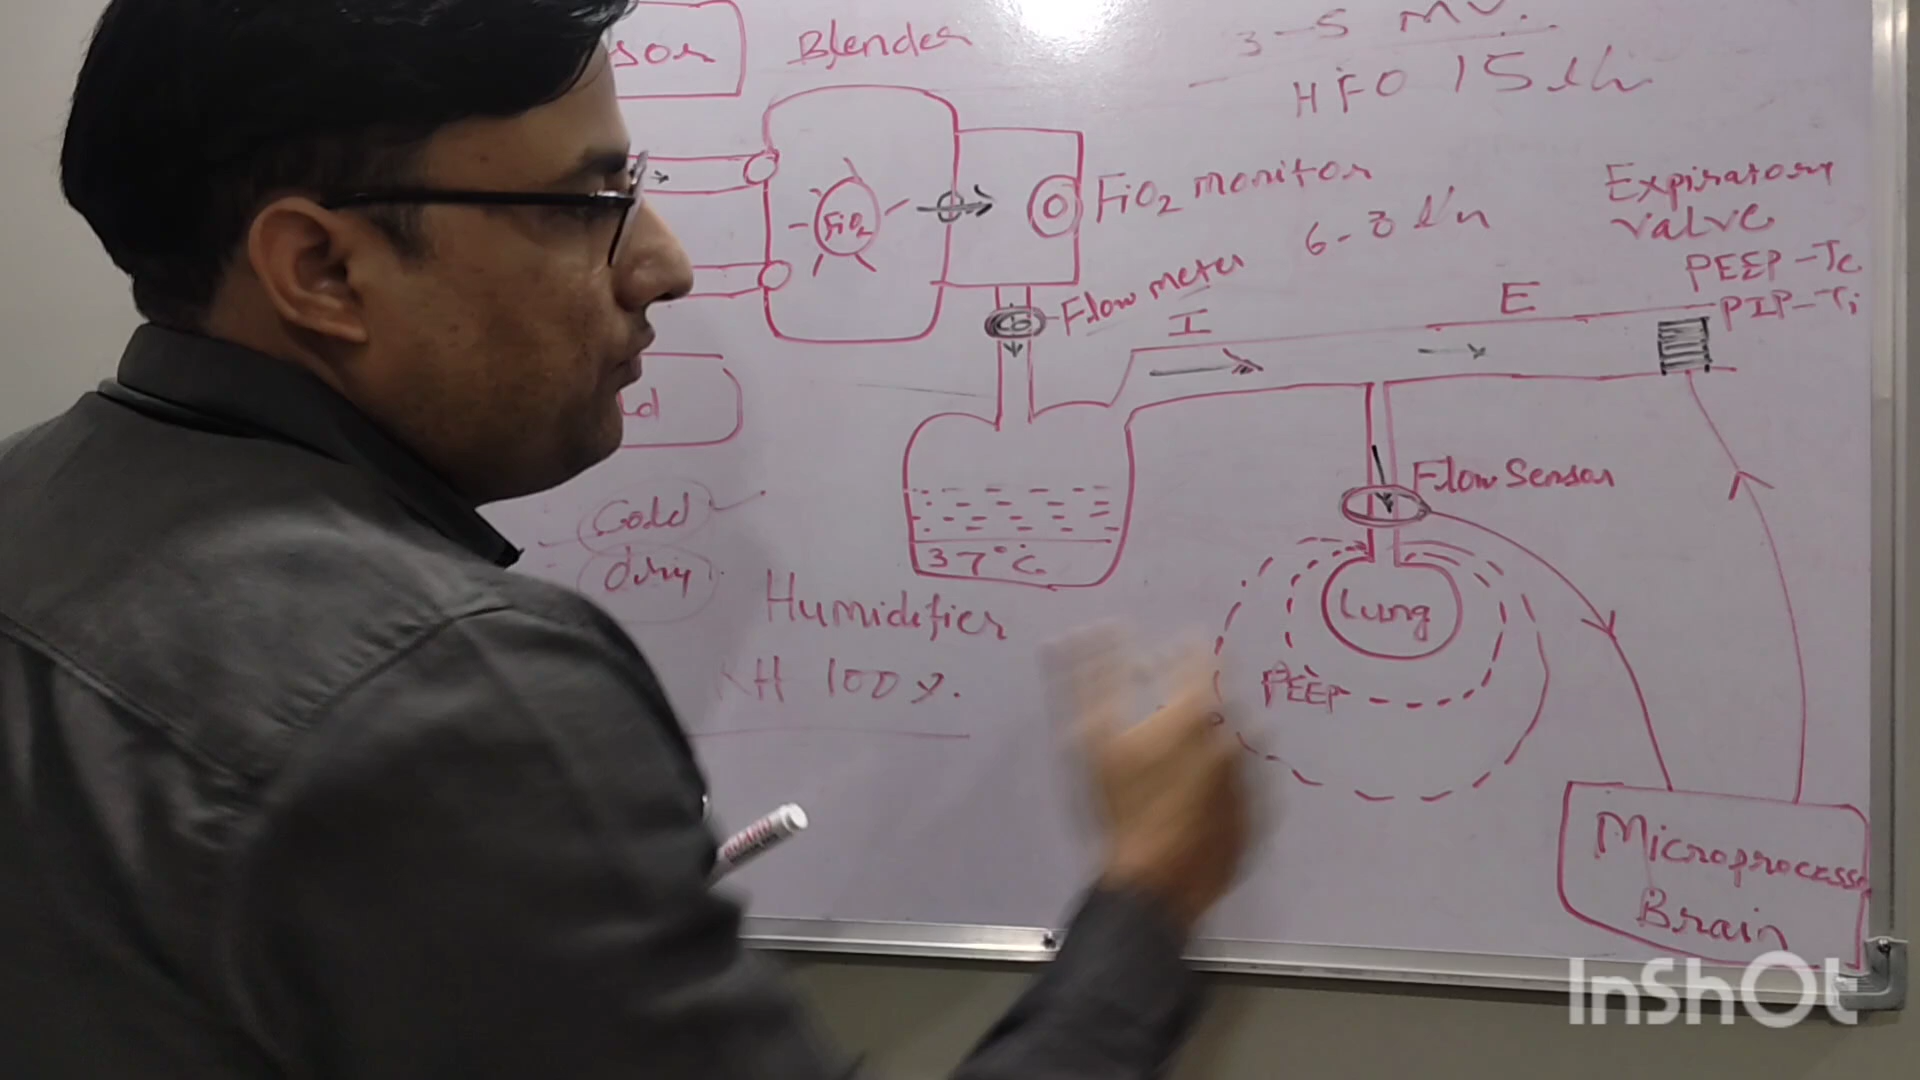 Blender
3-5 MV.
HFO 15 l/m
FiO2
FiO2 monitor
6-8 l/m
Expiratory
valve
PEEP-Te
PIP-Ti
Flow meter
I
E
Flow Sensor
Cold
dry
37°C
Humidifier
RH 100%.
Lung
PEEP
Microprocessor
Brain
InShOt